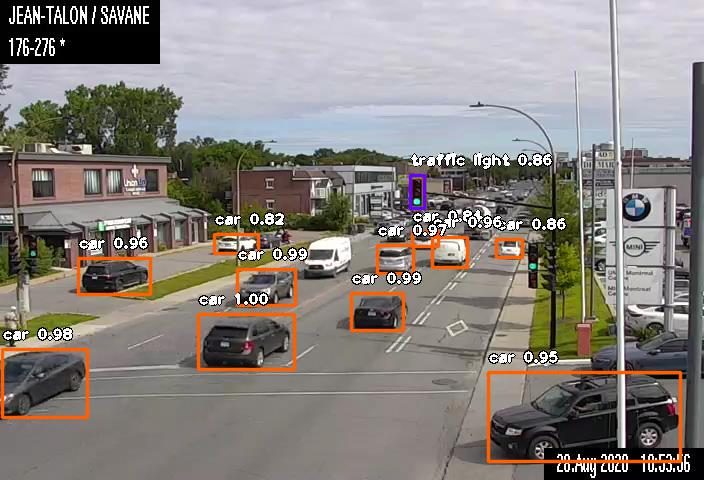 JEAN-TALON / SAVANE
176-276 *
traffic light 0.86
car 0.82
car 0.97
car 0.96
car 0.86
car 0.96
car 0.99
car 0.99
car 1.00
car 0.98
car 0.95
BMW
MINI
28.Aug 2020